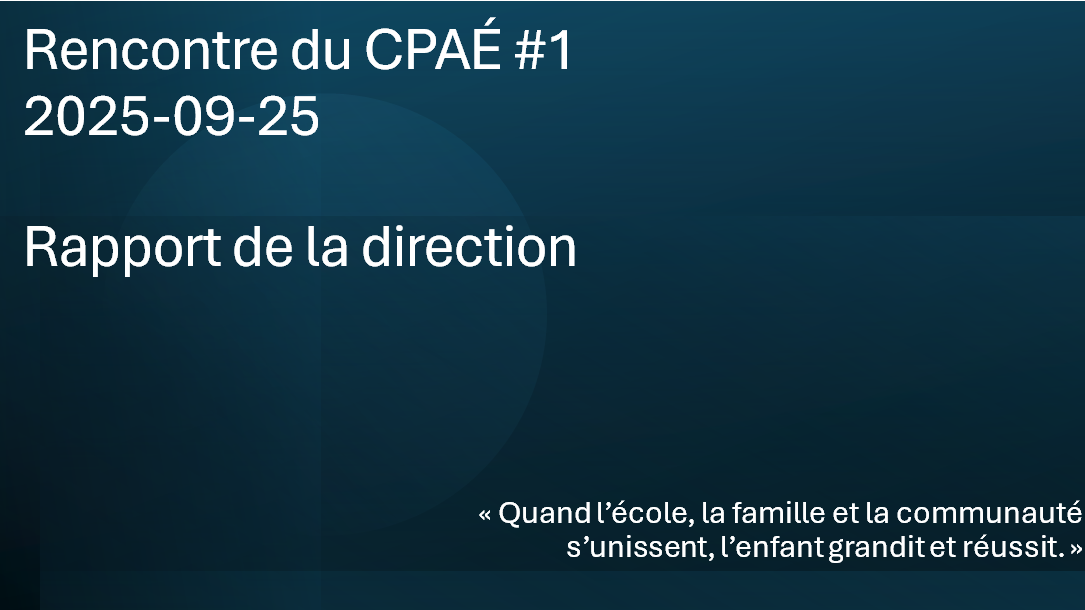 Rencontre du CPAÉ #1
2025-09-25
Rapport de la direction
« Quand l’école, la famille et la communauté
s’unissent, l’enfant grandit et réussit. »